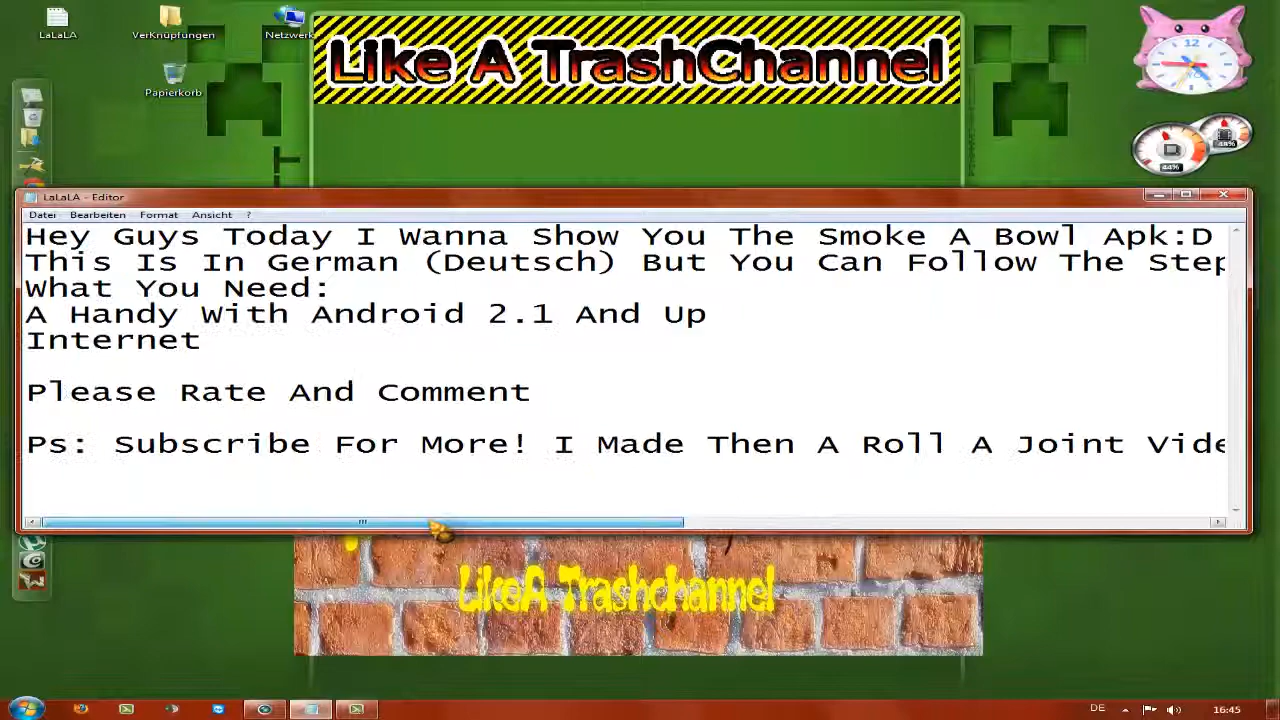 LaLaLA
VerKnüpfungen
Netzwerk
Papierkorb
Like A TrashChannel
12
44%
LaLaLA - Editor
Datei Bearbeiten Format Ansicht ?
Hey Guys Today I Wanna Show You The Smoke A Bowl Apk:D
This Is In German (Deutsch) But You Can Follow The Step
What You Need:
A Handy With Android 2.1 And Up
Internet
Please Rate And Comment
Ps: Subscribe For More! I Made Then A Roll A Joint Vide
LikeA Trashchannel
DE
16:45